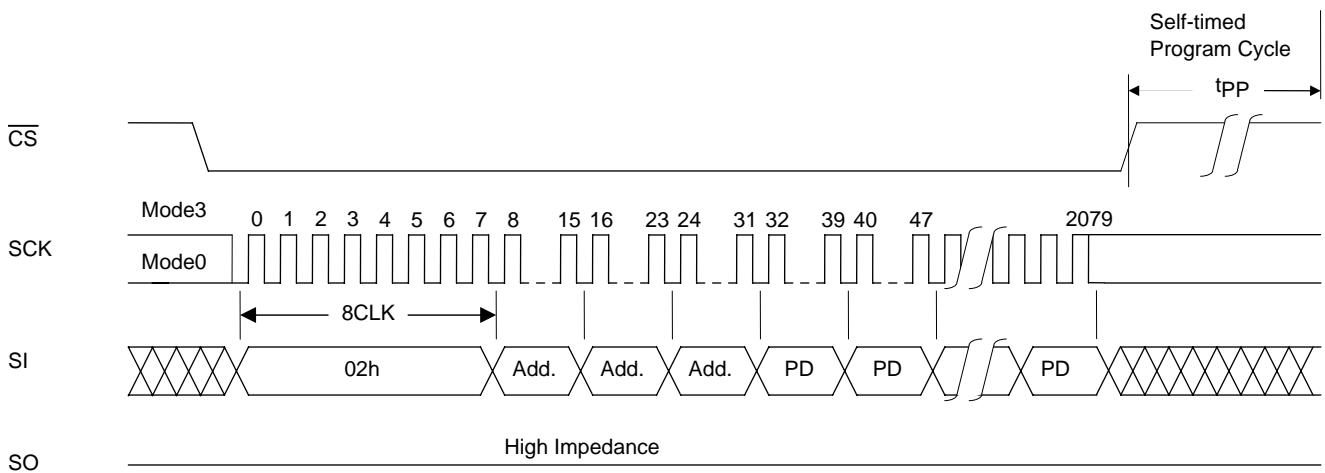 Self-timed
Program Cycle
tPP
CS
Mode3
0 1 2 3 4 5 6 7 8 15 16 23 24 31 32 39 40 47 2079
SCK
Mode0
8CLK
SI
02h Add. Add. Add. PD PD PD
High Impedance
SO